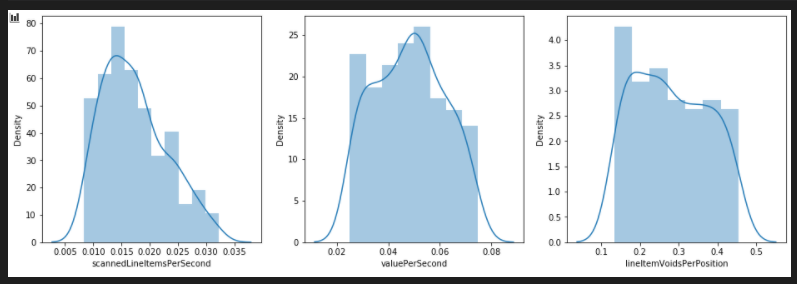 Density
80
70
60
50
40
30
20
10
0
0.005 0.010 0.015 0.020 0.025 0.030 0.035
scannedLineItemsPerSecond
Density
25
20
15
10
5
0
0.02 0.04 0.06 0.08
valuePerSecond
Density
4.0
3.5
3.0
2.5
2.0
1.5
1.0
0.5
0.0
0.1 0.2 0.3 0.4 0.5
lineItemVoidsPerPosition